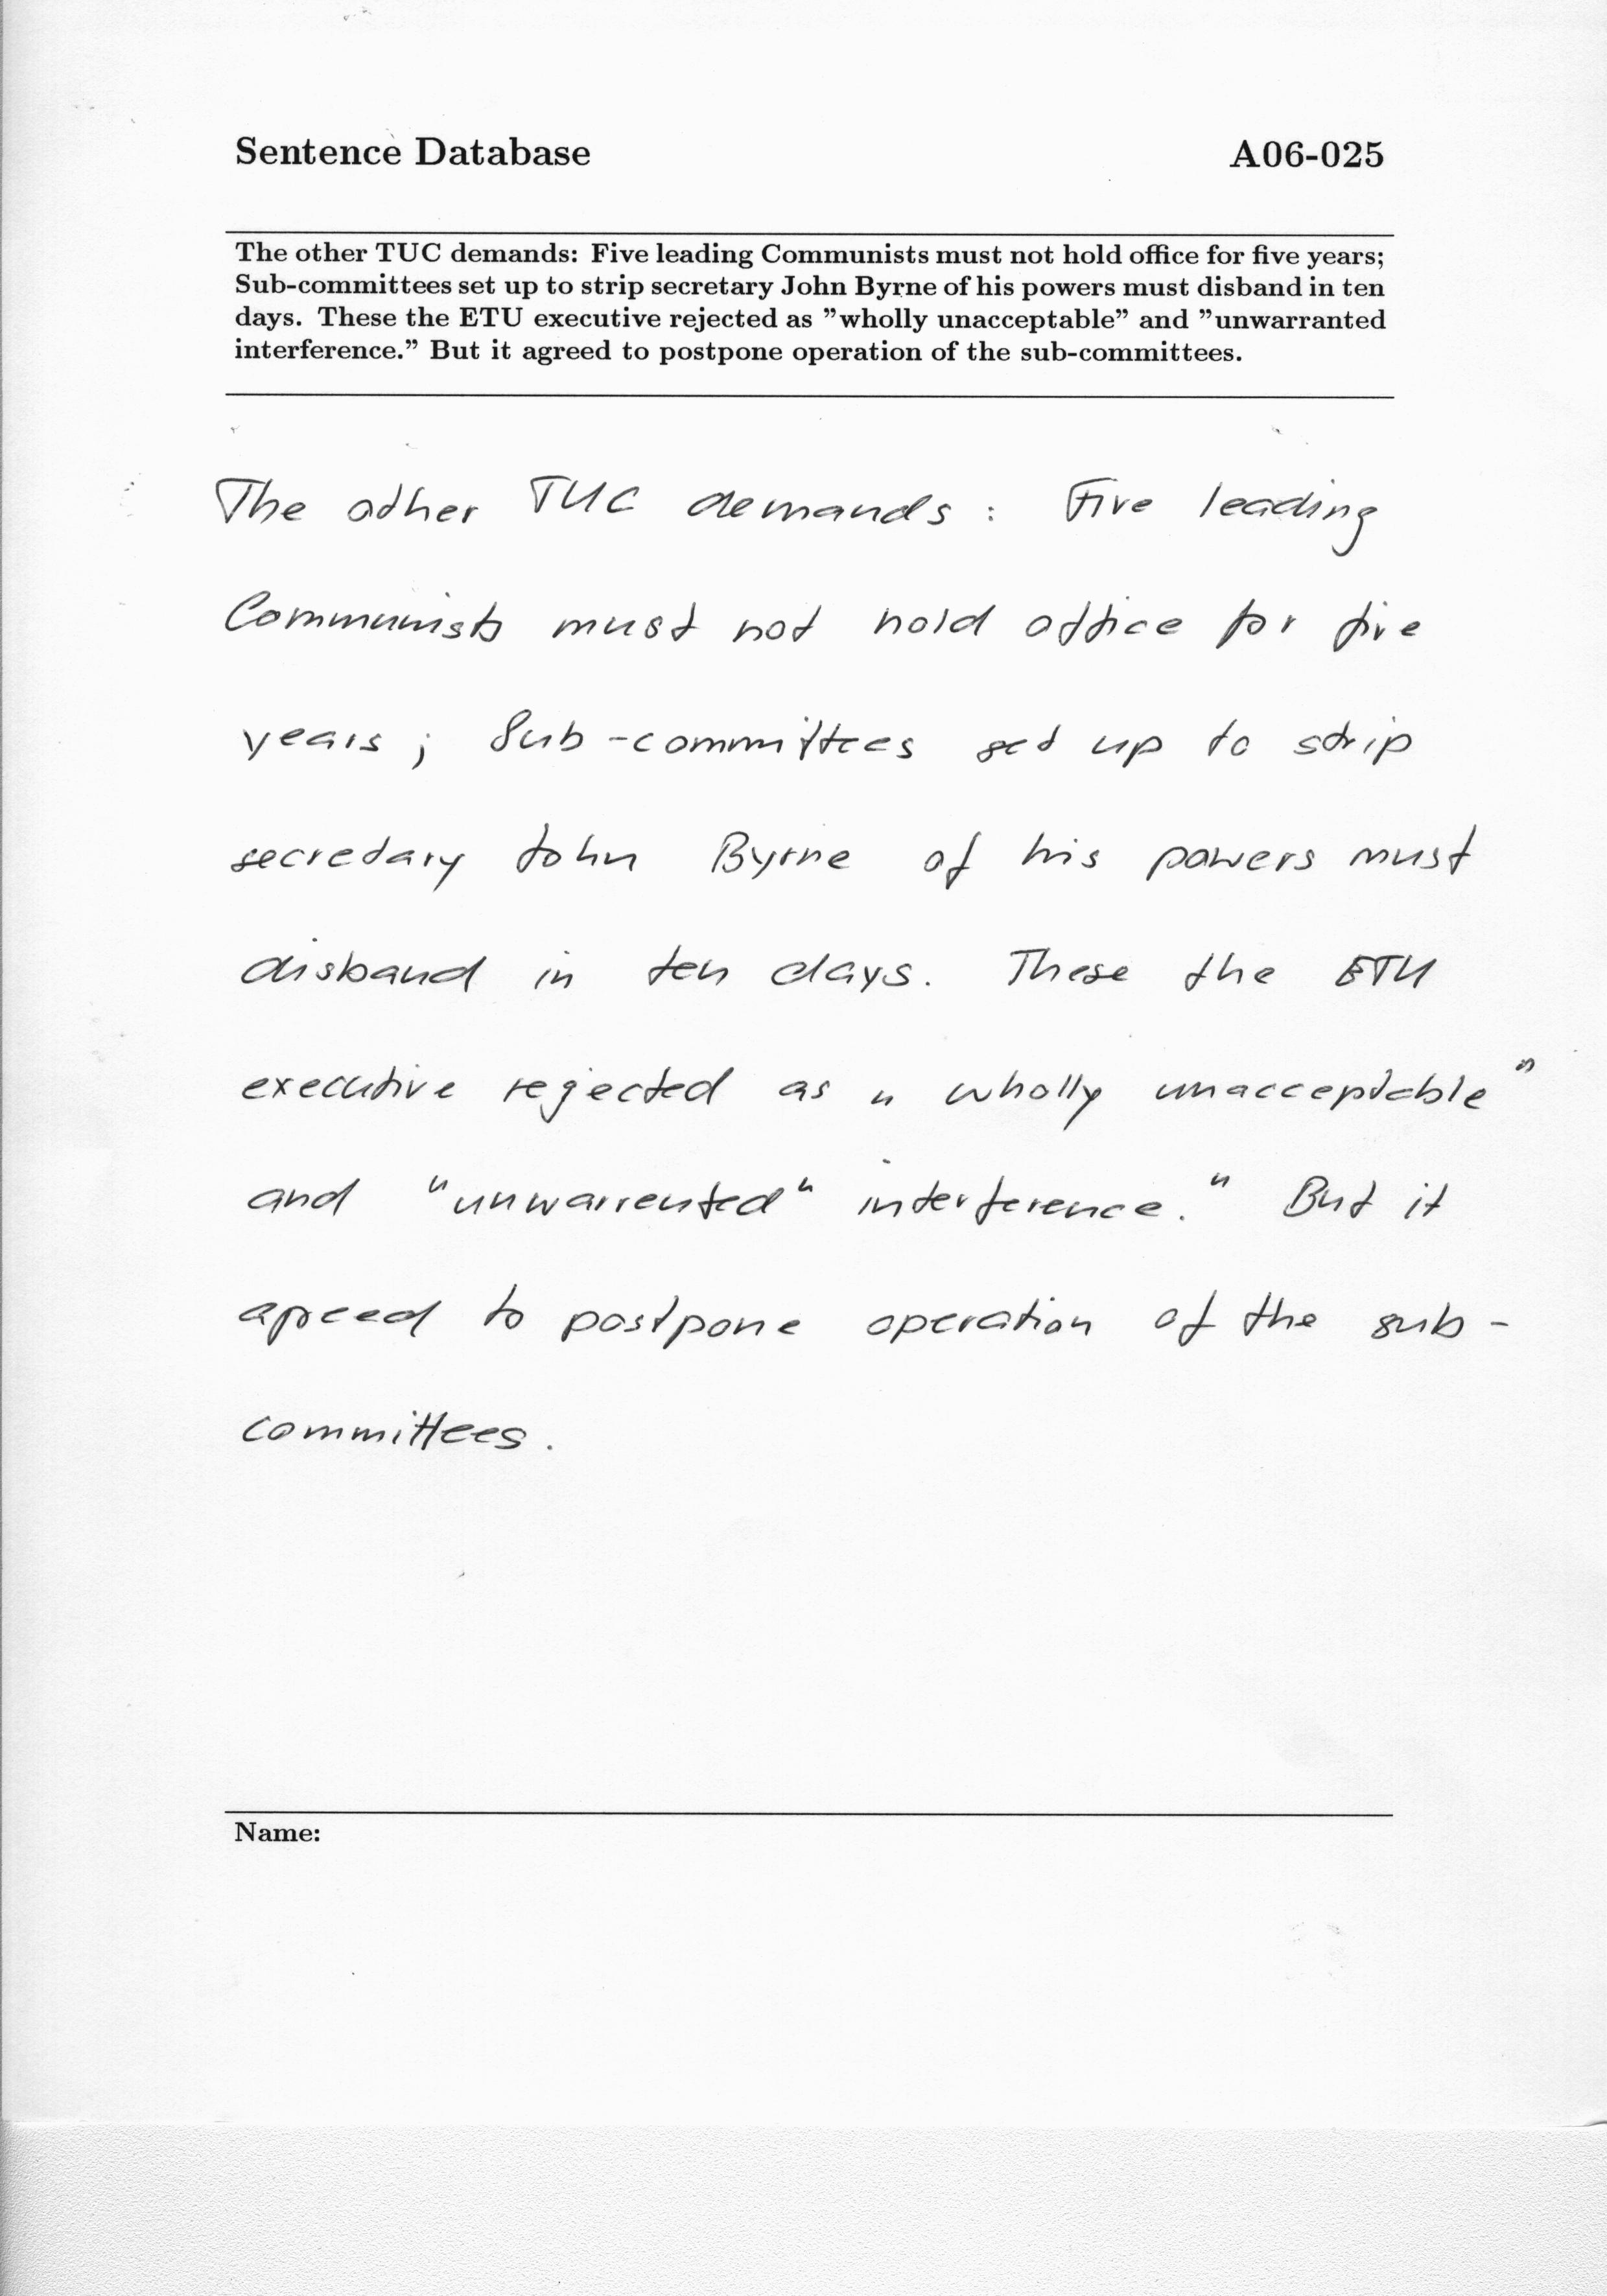 Sentence Database A06-025
The other TUC demands: Five leading Communists must not hold office for five years;
Sub-committees set up to strip secretary John Byrne of his powers must disband in ten
days. These the ETU executive rejected as ”wholly unacceptable” and ”unwarranted
interference.” But it agreed to postpone operation of the sub-committees.
The other TUC demands : Five leading
Communists must not hold office for five
years ; Sub-committees set up to strip
secretary John Byrne of his powers must
disband in ten days. These the ETU
executive rejected as „ wholly unacceptable"
and "unwarrented" interference." But it
agreed to postpone operation of the sub-
committees.
Name: